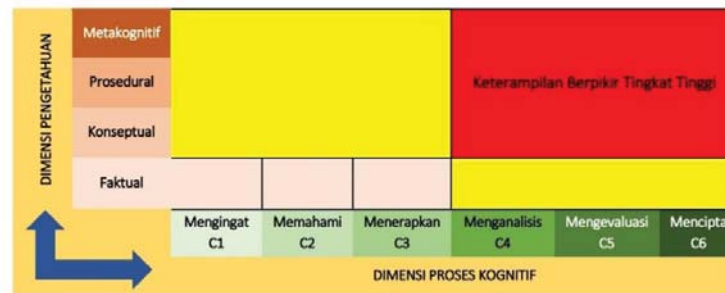 DIMENSI PENGETAHUAN
Metakognitif
Prosedural
Konseptual
Faktual
Keterampilan Berpikir Tingkat Tinggi
Mengingat
C1
Memahami
C2
Menerapkan
C3
Menganalisis
C4
Mengevaluasi
C5
Mencipta
C6
DIMENSI PROSES KOGNITIF